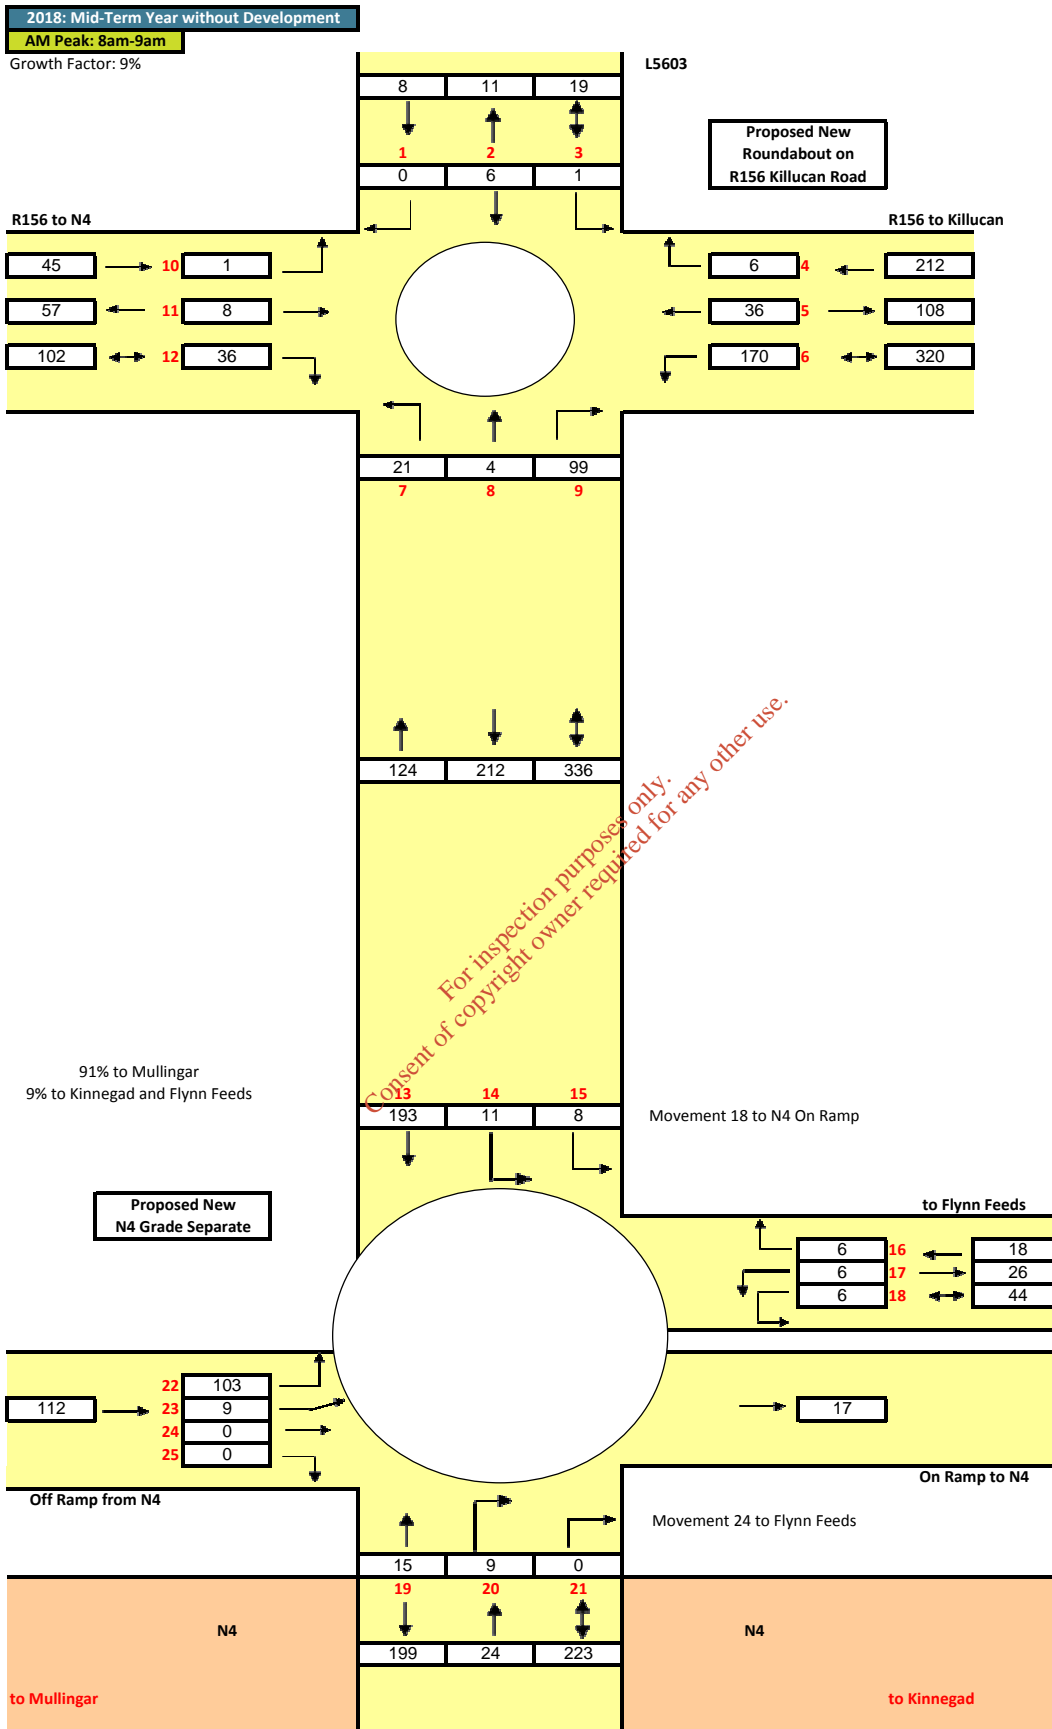 2018: Mid-Term Year without Development
AM Peak: 8am-9am
Growth Factor: 9%
L5603
8 11 19
1 2 3
0 6 1
Proposed New
Roundabout on
R156 Killucan Road
R156 to N4
R156 to Killucan
45 10 1
6 4 212
57 11 8
36 5 108
102 12 36
170 6 320
21 4 99
7 8 9
124 212 336
For inspection purposes only.
Consent of copyright owner required for any other use.
91% to Mullingar
9% to Kinnegad and Flynn Feeds
13 14 15
193 11 8
Movement 18 to N4 On Ramp
Proposed New
N4 Grade Separate
to Flynn Feeds
6 16 18
6 17 26
6 18 44
22 103
112 23 9
24 0
25 0
17
On Ramp to N4
Off Ramp from N4
Movement 24 to Flynn Feeds
15 9 0
19 20 21
N4
N4
199 24 223
to Mullingar
to Kinnegad